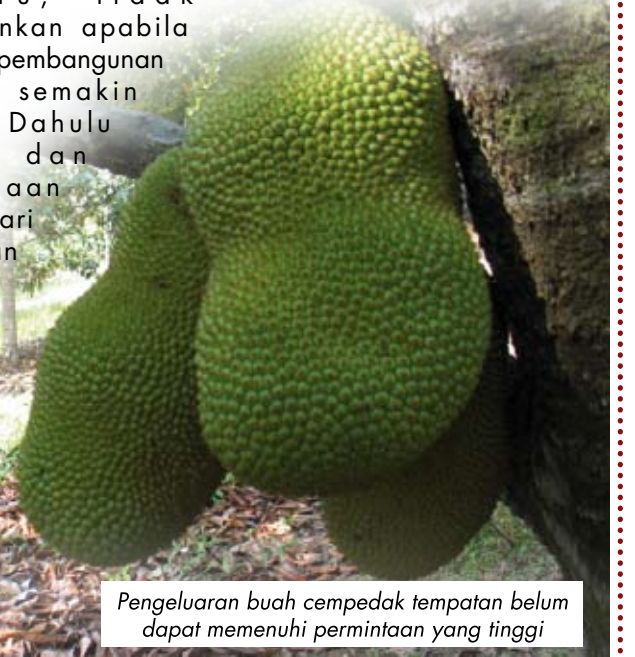 apabila
pembangunan
semakin
Dahulu
dan
Pengeluaran buah cempedak tempatan belum
dapat memenuhi permintaan yang tinggi